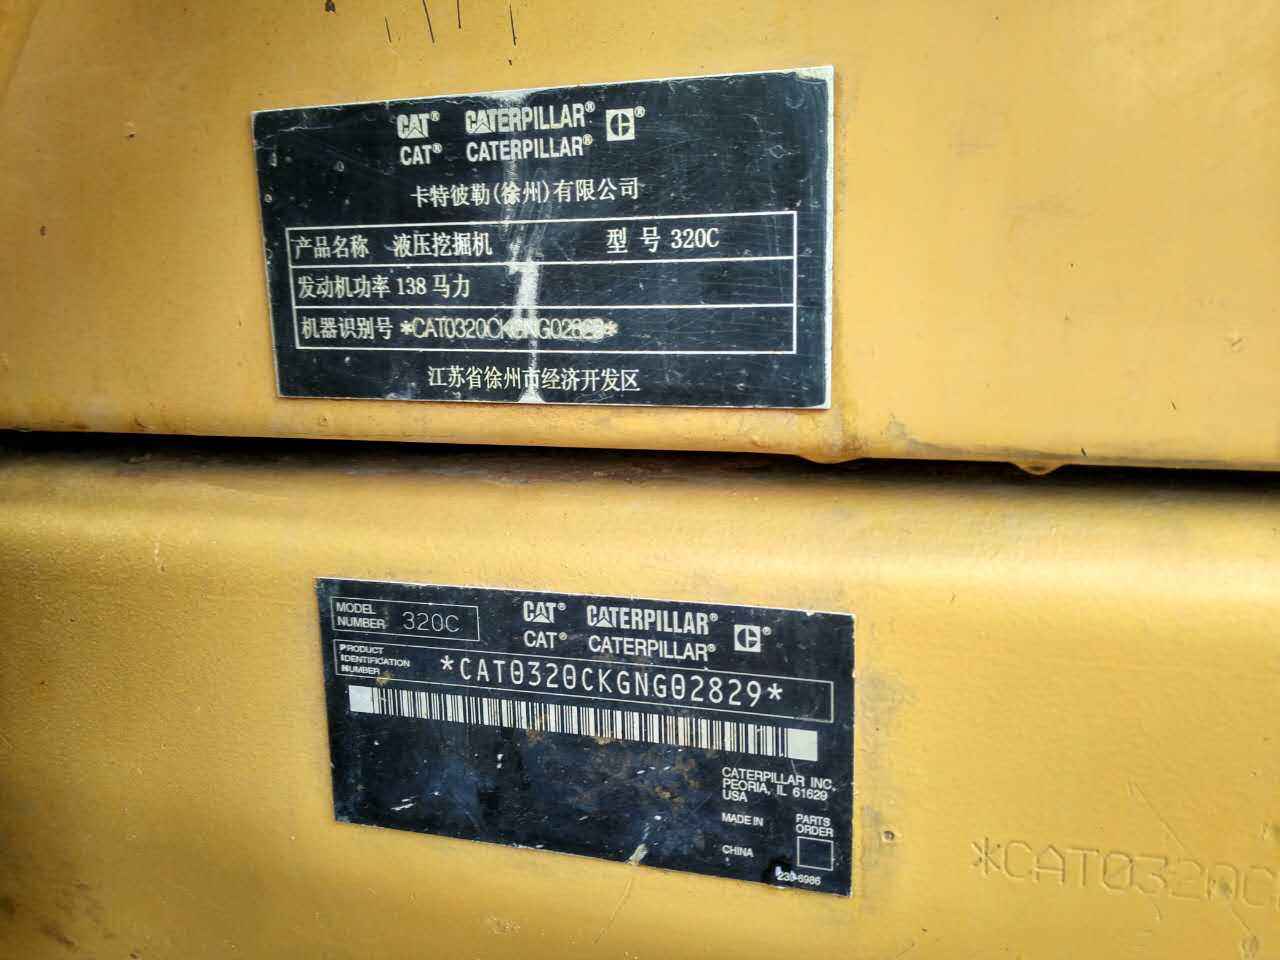 CAT® CATERPILLAR® ®
CAT® CATERPILLAR®
卡特彼勒(徐州)有限公司
产品名称 液压挖掘机 型 号 320C
发动机功率 138 马力
机器识别号 *CAT0320CKGNG02829*
江苏省徐州市经济开发区
MODEL NUMBER 320C
CAT® CATERPILLAR® ®
CAT® CATERPILLAR®
PRODUCT IDENTIFICATION NUMBER
*CAT0320CKGNG02829*
CATERPILLAR INC.
PEORIA, IL 61629
USA
MADE IN
CHINA
PARTS
ORDER
*CAT0320C